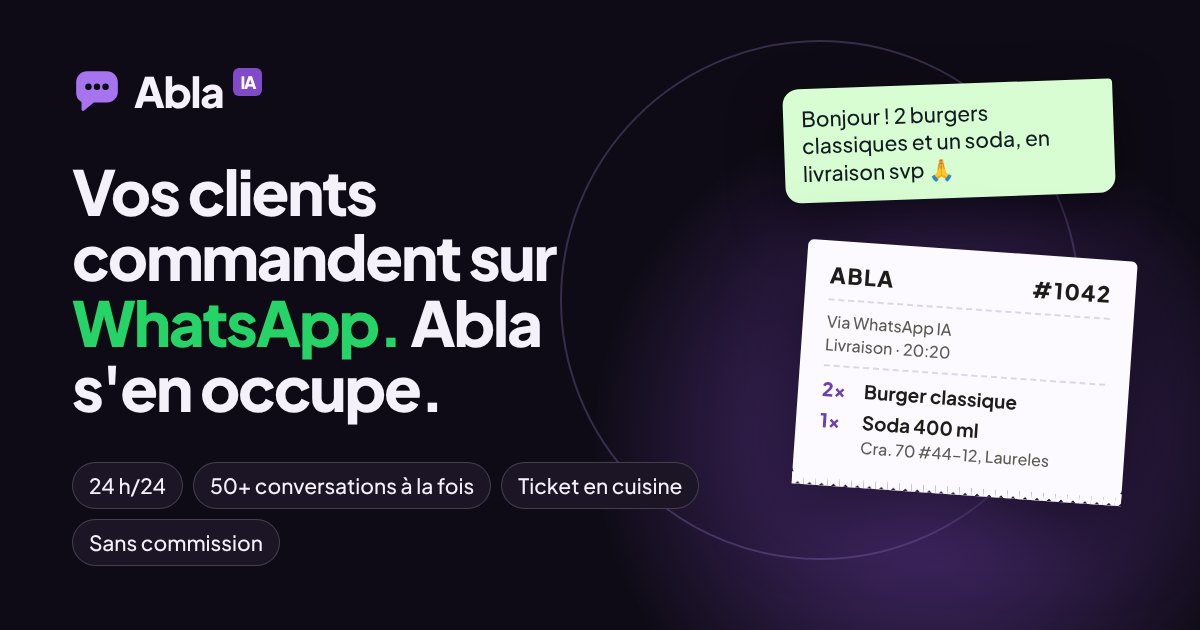 Abla IA
Vos clients
commandent sur
WhatsApp. Abla
s'en occupe.
24 h/24
50+ conversations à la fois
Ticket en cuisine
Sans commission
Bonjour ! 2 burgers
classiques et un soda, en
livraison svp 🙏
ABLA #1042
Via WhatsApp IA
Livraison · 20:20
2× Burger classique
1× Soda 400 ml
Cra. 70 #44–12, Laureles